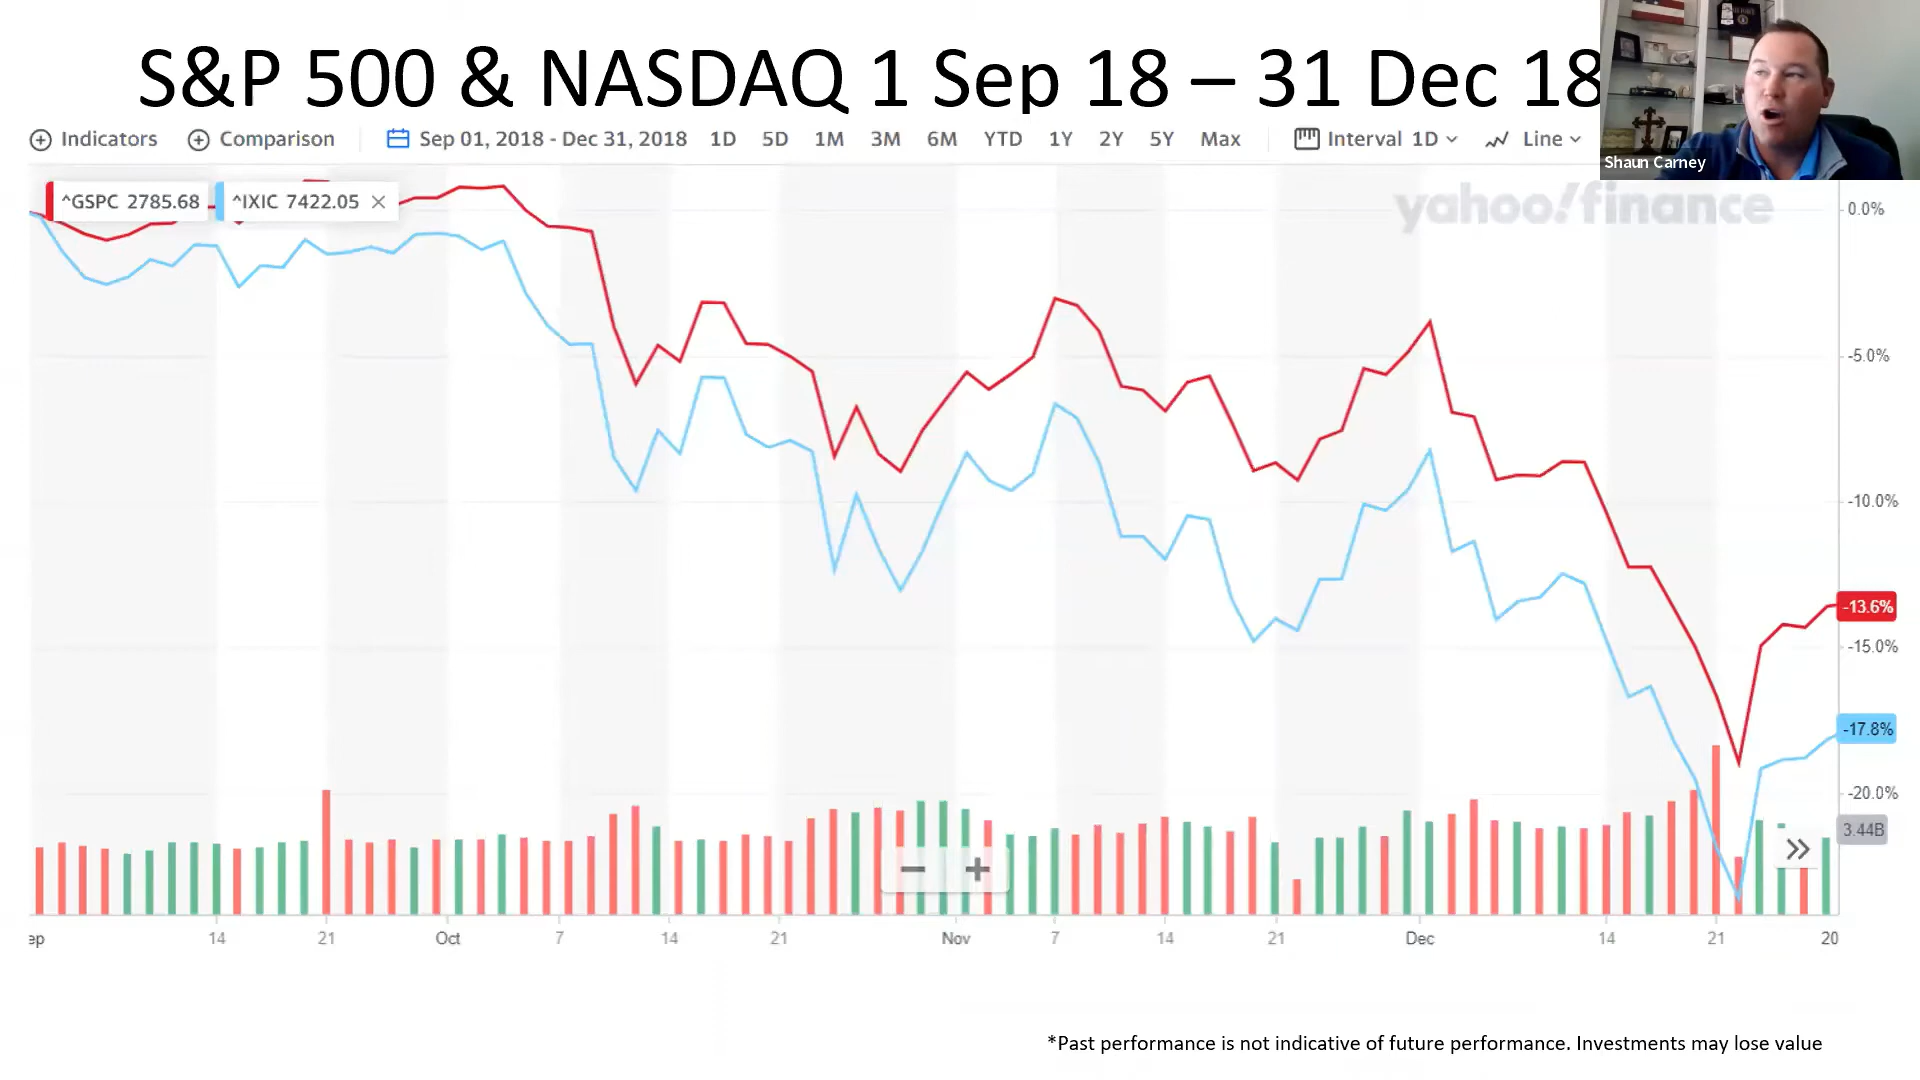 S&P 500 & NASDAQ 1 Sep 18 – 31 Dec 18
Indicators Comparison Sep 01, 2018 - Dec 31, 2018 1D 5D 1M 3M 6M YTD 1Y 2Y 5Y Max Interval 1D Line
Shaun Carney
^GSPC 2785.68 ^IXIC 7422.05
yahoo!finance
0.0%
-5.0%
-10.0%
-13.6%
-15.0%
-17.8%
-20.0%
3.44B
ep 14 21 Oct 7 14 21 Nov 7 14 21 Dec 14 21 20
*Past performance is not indicative of future performance. Investments may lose value